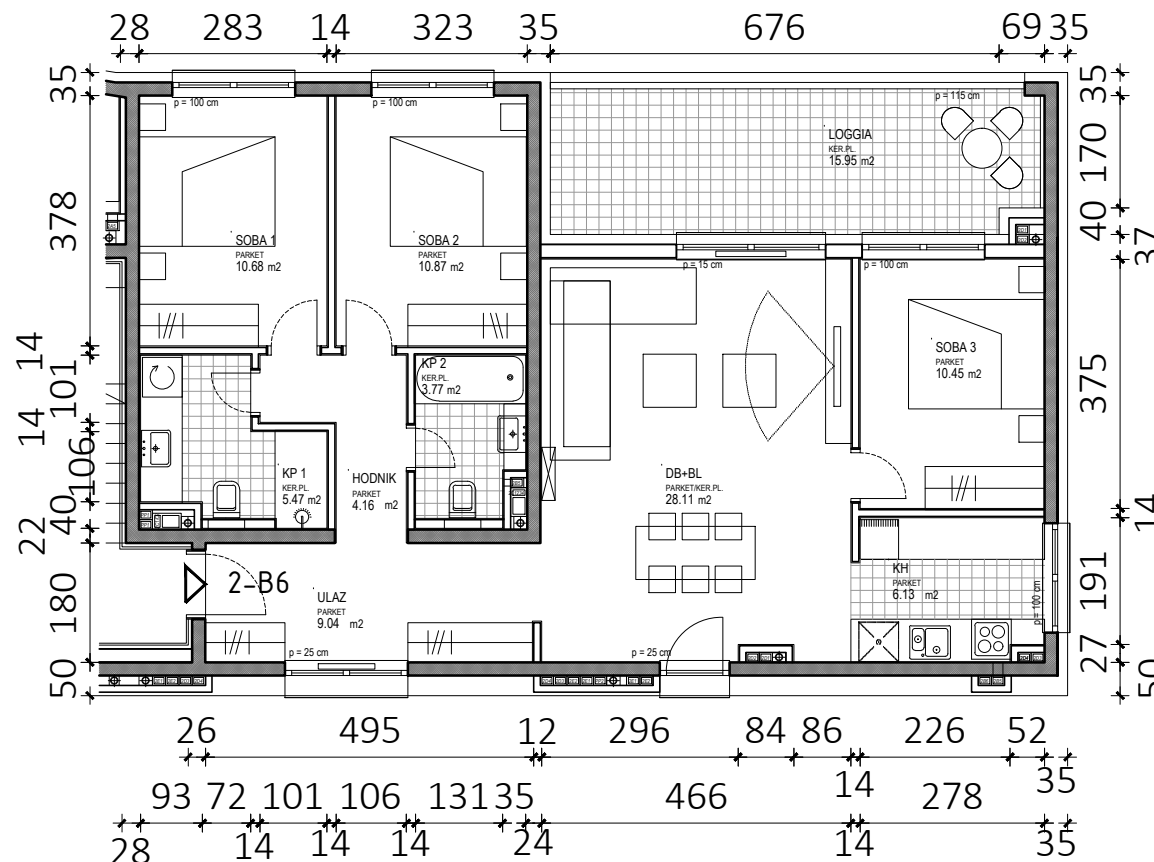 28 283 14 323 35 676 69 35
35
378
14
101
14
106
40
22
180
50
35
170
40
37
375
14
191
27
50
p = 100 cm
p = 100 cm
p = 115 cm
LOGGIA
KER.PL.
15.95 m2
SOBA 1
PARKET
10.68 m2
SOBA 2
PARKET
10.87 m2
p = 15 cm
p = 100 cm
SOBA 3
PARKET
10.45 m2
KP 2
KER.PL.
3.77 m2
KP 1
KER.PL.
5.47 m2
HODNIK
PARKET
4.16 m2
DB+BL
PARKET/KER.PL.
28.11 m2
KH
PARKET
6.13 m2
p = 100 cm
2-B6
ULAZ
PARKET
9.04 m2
p = 25 cm
p = 25 cm
26 495 12 296 84 86 226 52
14 35
93 72 101 106 131 35 466 278
28 14 14 14 24 14 35